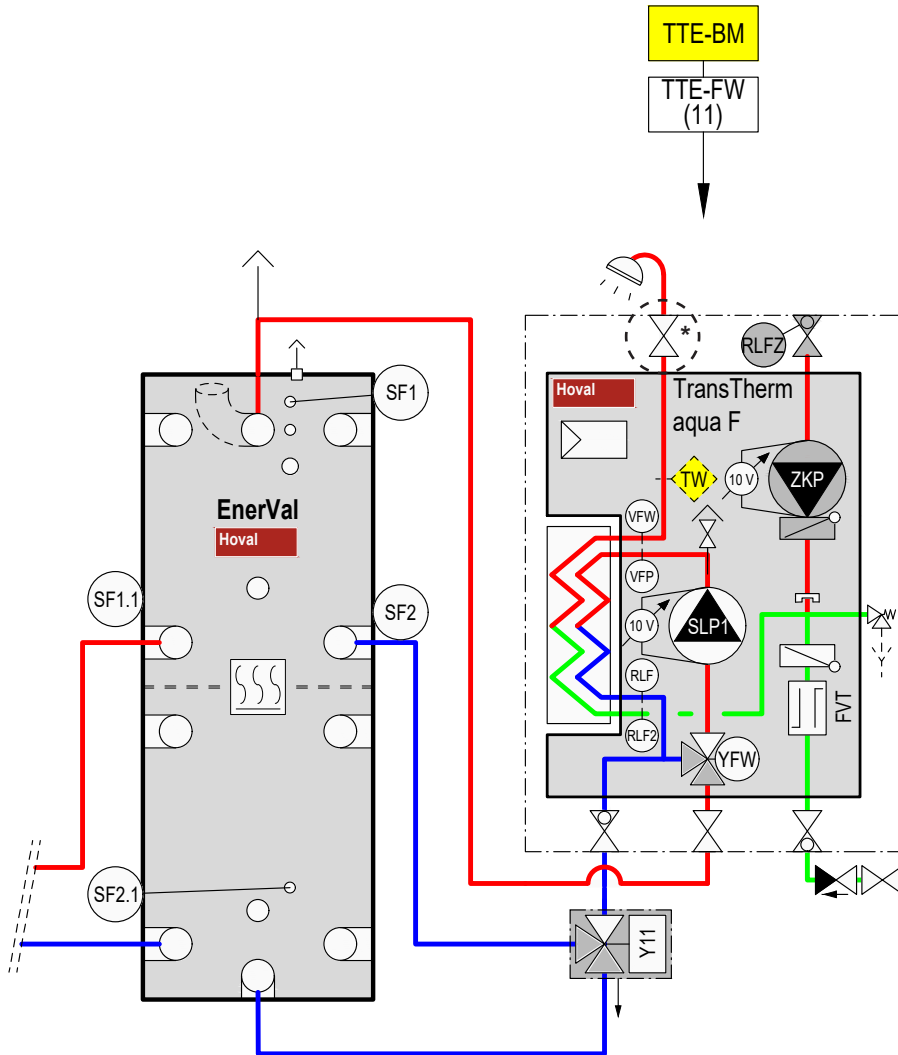 TTE-BM
TTE-FW
(11)
*
RLFZ
SF1
Hoval
TransTherm
aqua F
TW
10 V
ZKP
EnerVal
Hoval
VFW
VFP
SF1.1
SF2
10 V
SLP1
RLF
RLF2
YFW
FVT
SF2.1
Y11